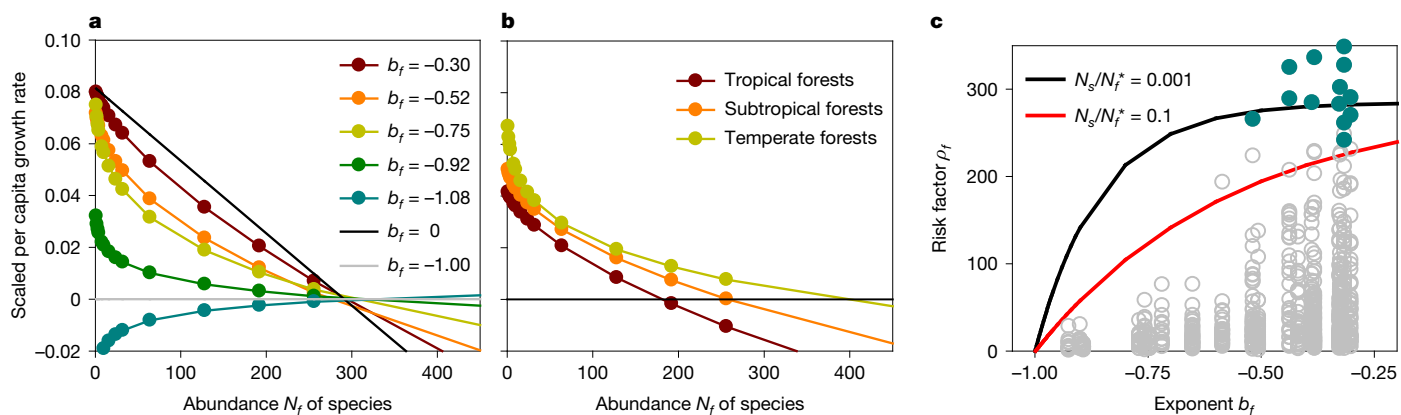 a
Scaled per capita growth rate
0.10
0.08
0.06
0.04
0.02
0
−0.02
0
100
200
300
400
Abundance N_f of species
b_f = −0.30
b_f = −0.52
b_f = −0.75
b_f = −0.92
b_f = −1.08
b_f = 0
b_f = −1.00
b
Tropical forests
Subtropical forests
Temperate forests
0
100
200
300
400
Abundance N_f of species
c
Risk factor ρ_f
300
200
100
0
N_s/N_f* = 0.001
N_s/N_f* = 0.1
−1.00
−0.75
−0.50
−0.25
Exponent b_f